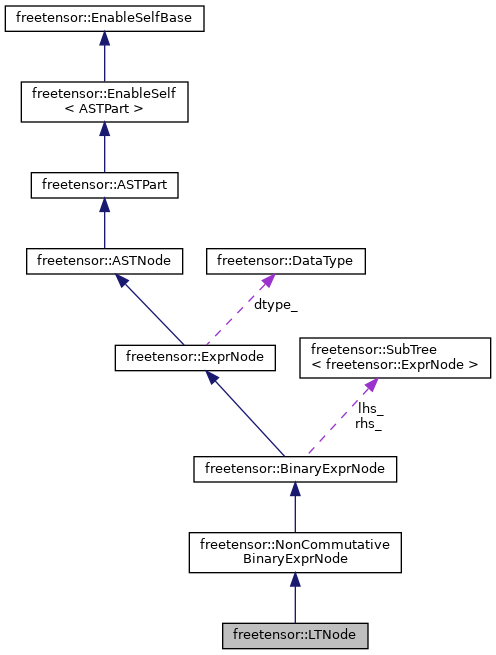 freetensor::EnableSelfBase
freetensor::EnableSelf
< ASTPart >
freetensor::ASTPart
freetensor::ASTNode
freetensor::DataType
dtype_
freetensor::ExprNode
freetensor::SubTree
< freetensor::ExprNode >
lhs_
rhs_
freetensor::BinaryExprNode
freetensor::NonCommutative
BinaryExprNode
freetensor::LTNode